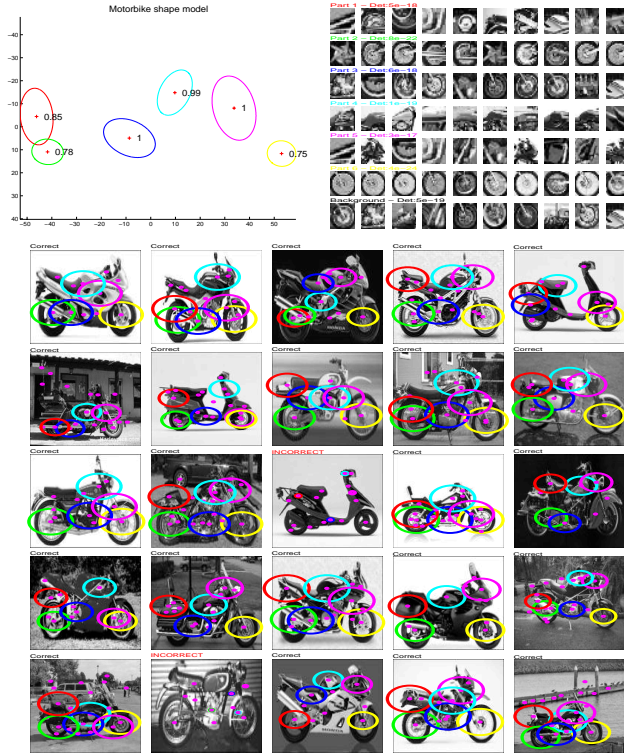 Motorbike shape model
−40
−30
−20
−10
0
10
20
30
40
−50 −40 −30 −20 −10 0 10 20 30 40 50
0.85
0.78
1
0.99
1
0.75
Part 1 − Det:5e−18
Part 2 − Det:8e−22
Part 3 − Det:6e−18
Part 4 − Det:1e−19
Part 5 − Det:3e−17
Background − Det:5e−19
Correct Correct Correct Correct Correct
Correct Correct Correct Correct Correct
Correct Correct INCORRECT Correct Correct
Correct Correct Correct Correct Correct
Correct INCORRECT Correct Correct Correct
HONDA